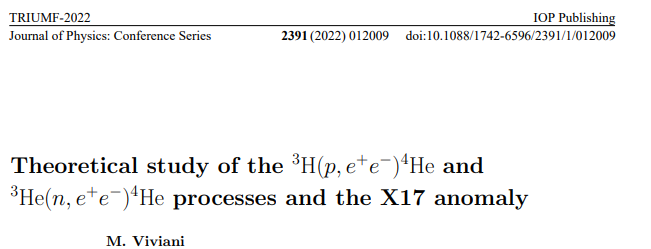 TRIUMF-2022 IOP Publishing
Journal of Physics: Conference Series 2391 (2022) 012009 doi:10.1088/1742-6596/2391/1/012009
Theoretical study of the ³H(p, e⁺e⁻)⁴He and
³He(n, e⁺e⁻)⁴He processes and the X17 anomaly
M. Viviani